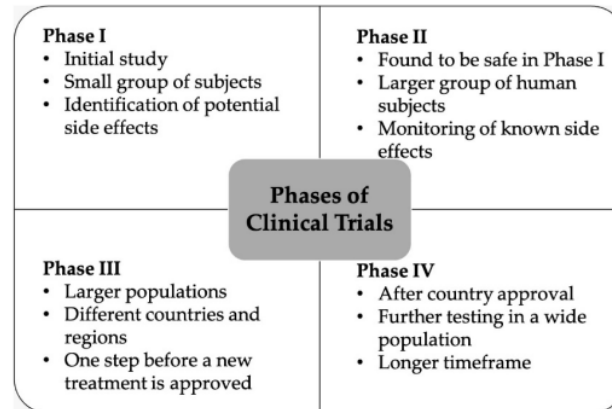 Phase I
• Initial study
• Small group of subjects
• Identification of potential
side effects
Phase II
• Found to be safe in Phase I
• Larger group of human
subjects
• Monitoring of known side
effects
Phases of
Clinical Trials
Phase III
• Larger populations
• Different countries and
regions
• One step before a new
treatment is approved
Phase IV
• After country approval
• Further testing in a wide
population
• Longer timeframe